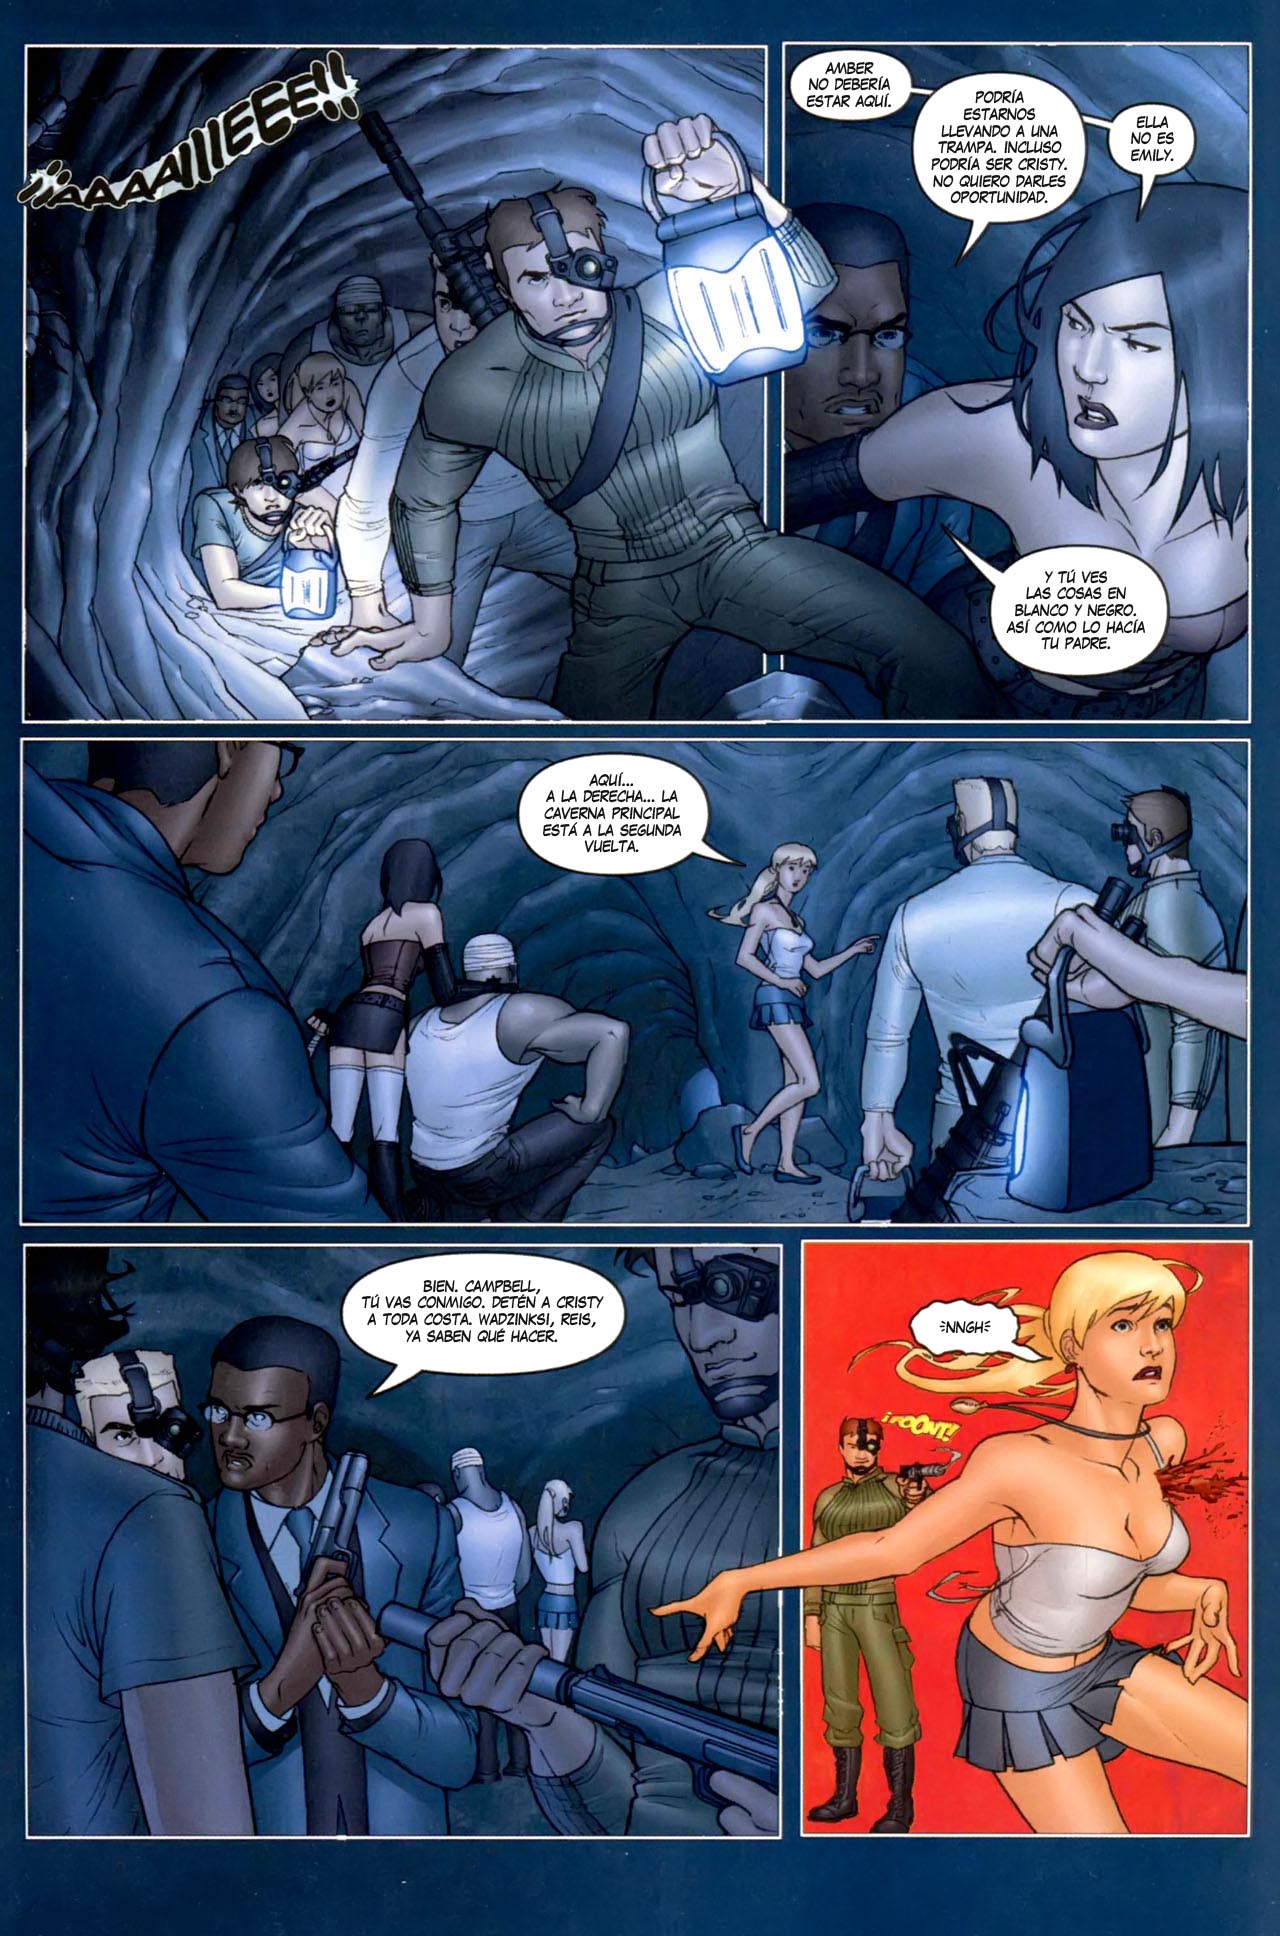 ¡¡AAAAIIIEEEE!!
AMBER
NO DEBERÍA
ESTAR AQUÍ.
PODRÍA
ESTARNOS
LLEVANDO A UNA
TRAMPA. INCLUSO
PODRÍA SER CRISTY.
NO QUIERO DARLES
OPORTUNIDAD.
ELLA
NO ES
EMILY.
Y TÚ VES
LAS COSAS EN
BLANCO Y NEGRO.
ASÍ COMO LO HACÍA
TU PADRE.
AQUÍ...
A LA DERECHA... LA
CAVERNA PRINCIPAL
ESTÁ A LA SEGUNDA
VUELTA.
BIEN. CAMPBELL,
TÚ VAS CONMIGO. DETÉN A CRISTY
A TODA COSTA. WADZINKSI, REIS,
YA SABEN QUÉ HACER.
NNGH
¡FOONT!